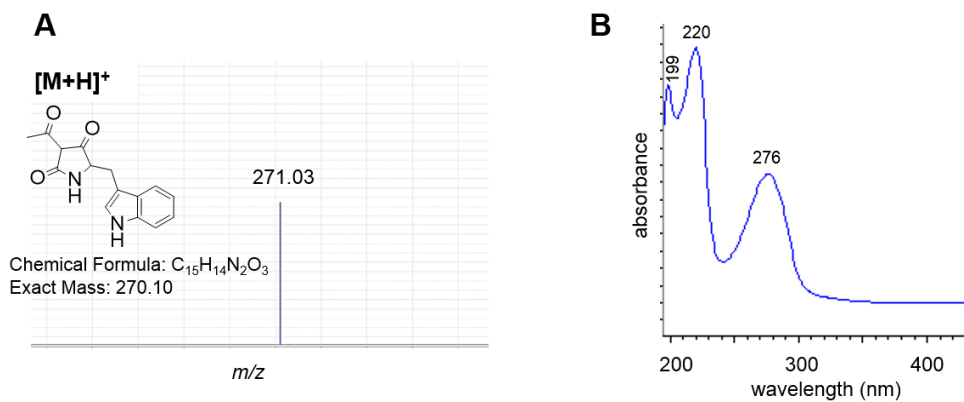 A
[M+H]+
O
O
O
N
H
N
H
271.03
Chemical Formula: C15H14N2O3
Exact Mass: 270.10
m/z
B
220
199
276
absorbance
200
300
400
wavelength (nm)